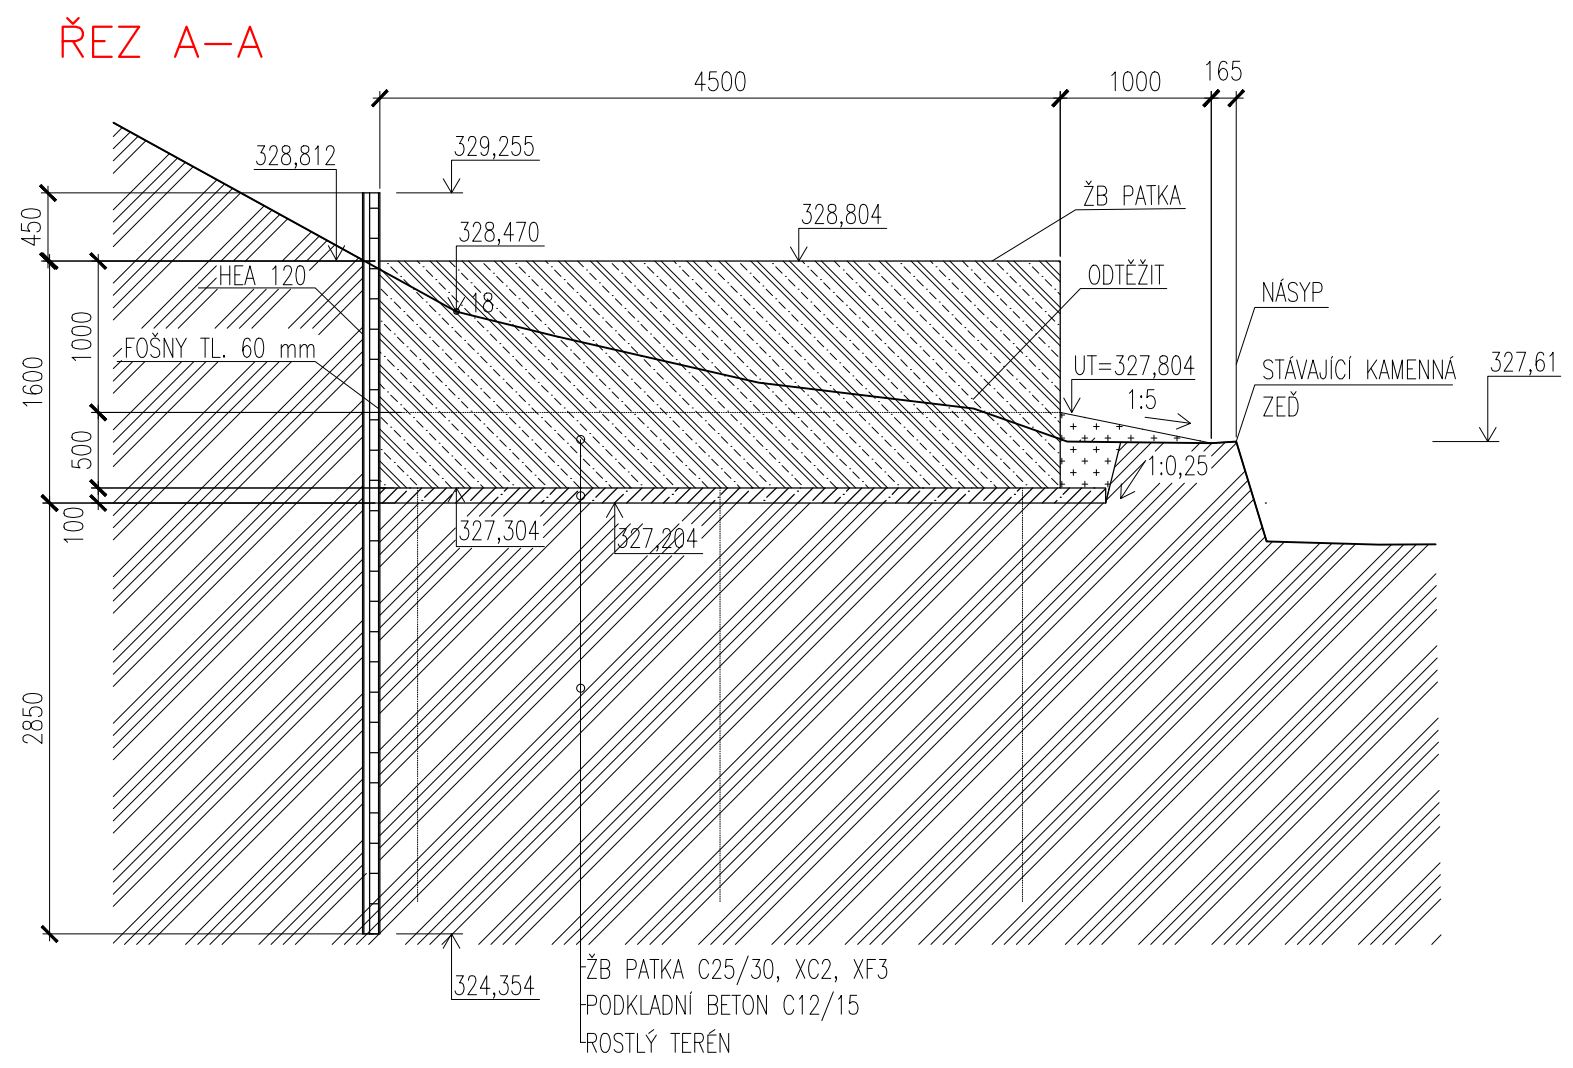 ŘEZ A-A
4500
1000
165
328,812
329,255
ŽB PATKA
328,804
328,470
450
HEA 120
ODTĚŽIT
NÁSYP
18
1000
FOŠNY TL. 60 mm
UT=327,804
STÁVAJÍCÍ KAMENNÁ
ZEĎ
327,61
1600
1:5
500
1:0,25
100
327,304
327,204
2850
324,354
ŽB PATKA C25/30, XC2, XF3
PODKLADNÍ BETON C12/15
ROSTLÝ TERÉN